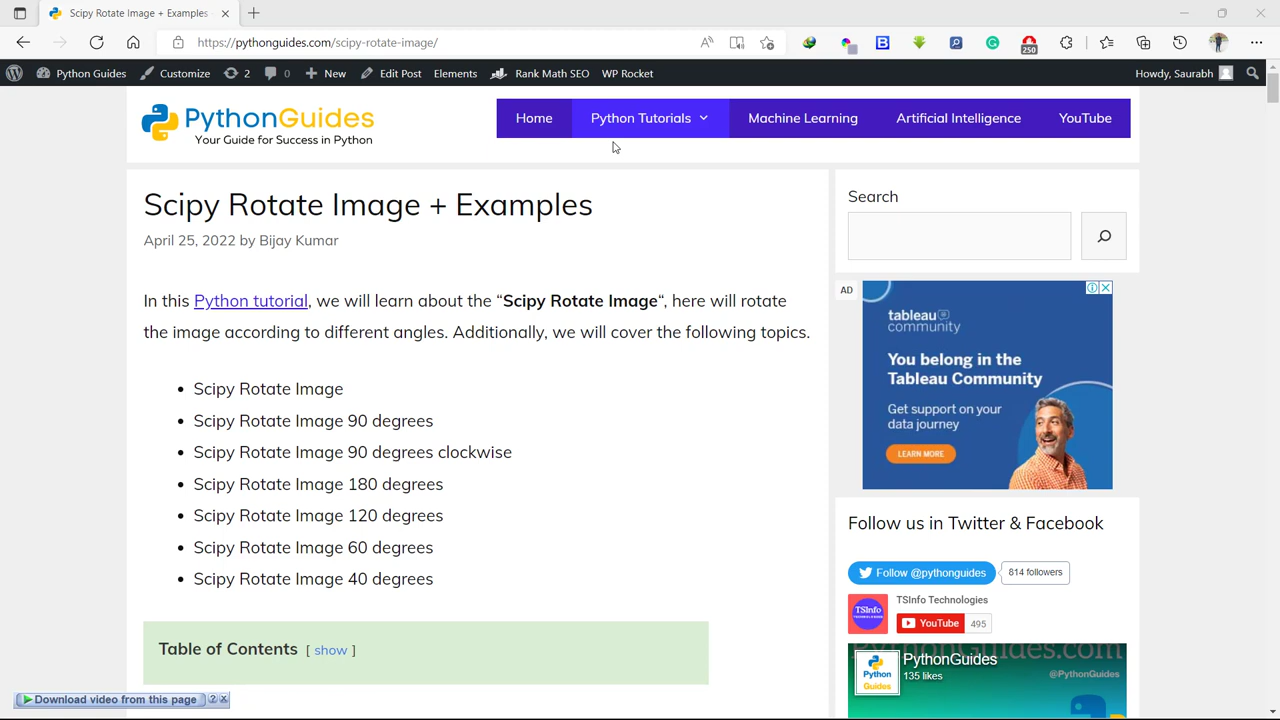 Scipy Rotate Image + Examples
https://pythonguides.com/scipy-rotate-image/
250
Python Guides
Customize
2
0
New
Edit Post
Elements
Rank Math SEO
WP Rocket
Howdy, Saurabh
PythonGuides
Your Guide for Success in Python
Home
Python Tutorials
Machine Learning
Artificial Intelligence
YouTube
Scipy Rotate Image + Examples
April 25, 2022 by Bijay Kumar
In this Python tutorial, we will learn about the “Scipy Rotate Image“, here will rotate
the image according to different angles. Additionally, we will cover the following topics.
• Scipy Rotate Image
• Scipy Rotate Image 90 degrees
• Scipy Rotate Image 90 degrees clockwise
• Scipy Rotate Image 180 degrees
• Scipy Rotate Image 120 degrees
• Scipy Rotate Image 60 degrees
• Scipy Rotate Image 40 degrees
Table of Contents [ show ]
Download video from this page
?
Search
AD
tableau
community
You belong in the
Tableau Community
Get support on your
data journey
LEARN MORE
Follow us in Twitter & Facebook
Follow @pythonguides
814 followers
TSInfo
TSInfo Technologies
YouTube
495
Python
Guides
PythonGuides
135 likes
@PythonGuides